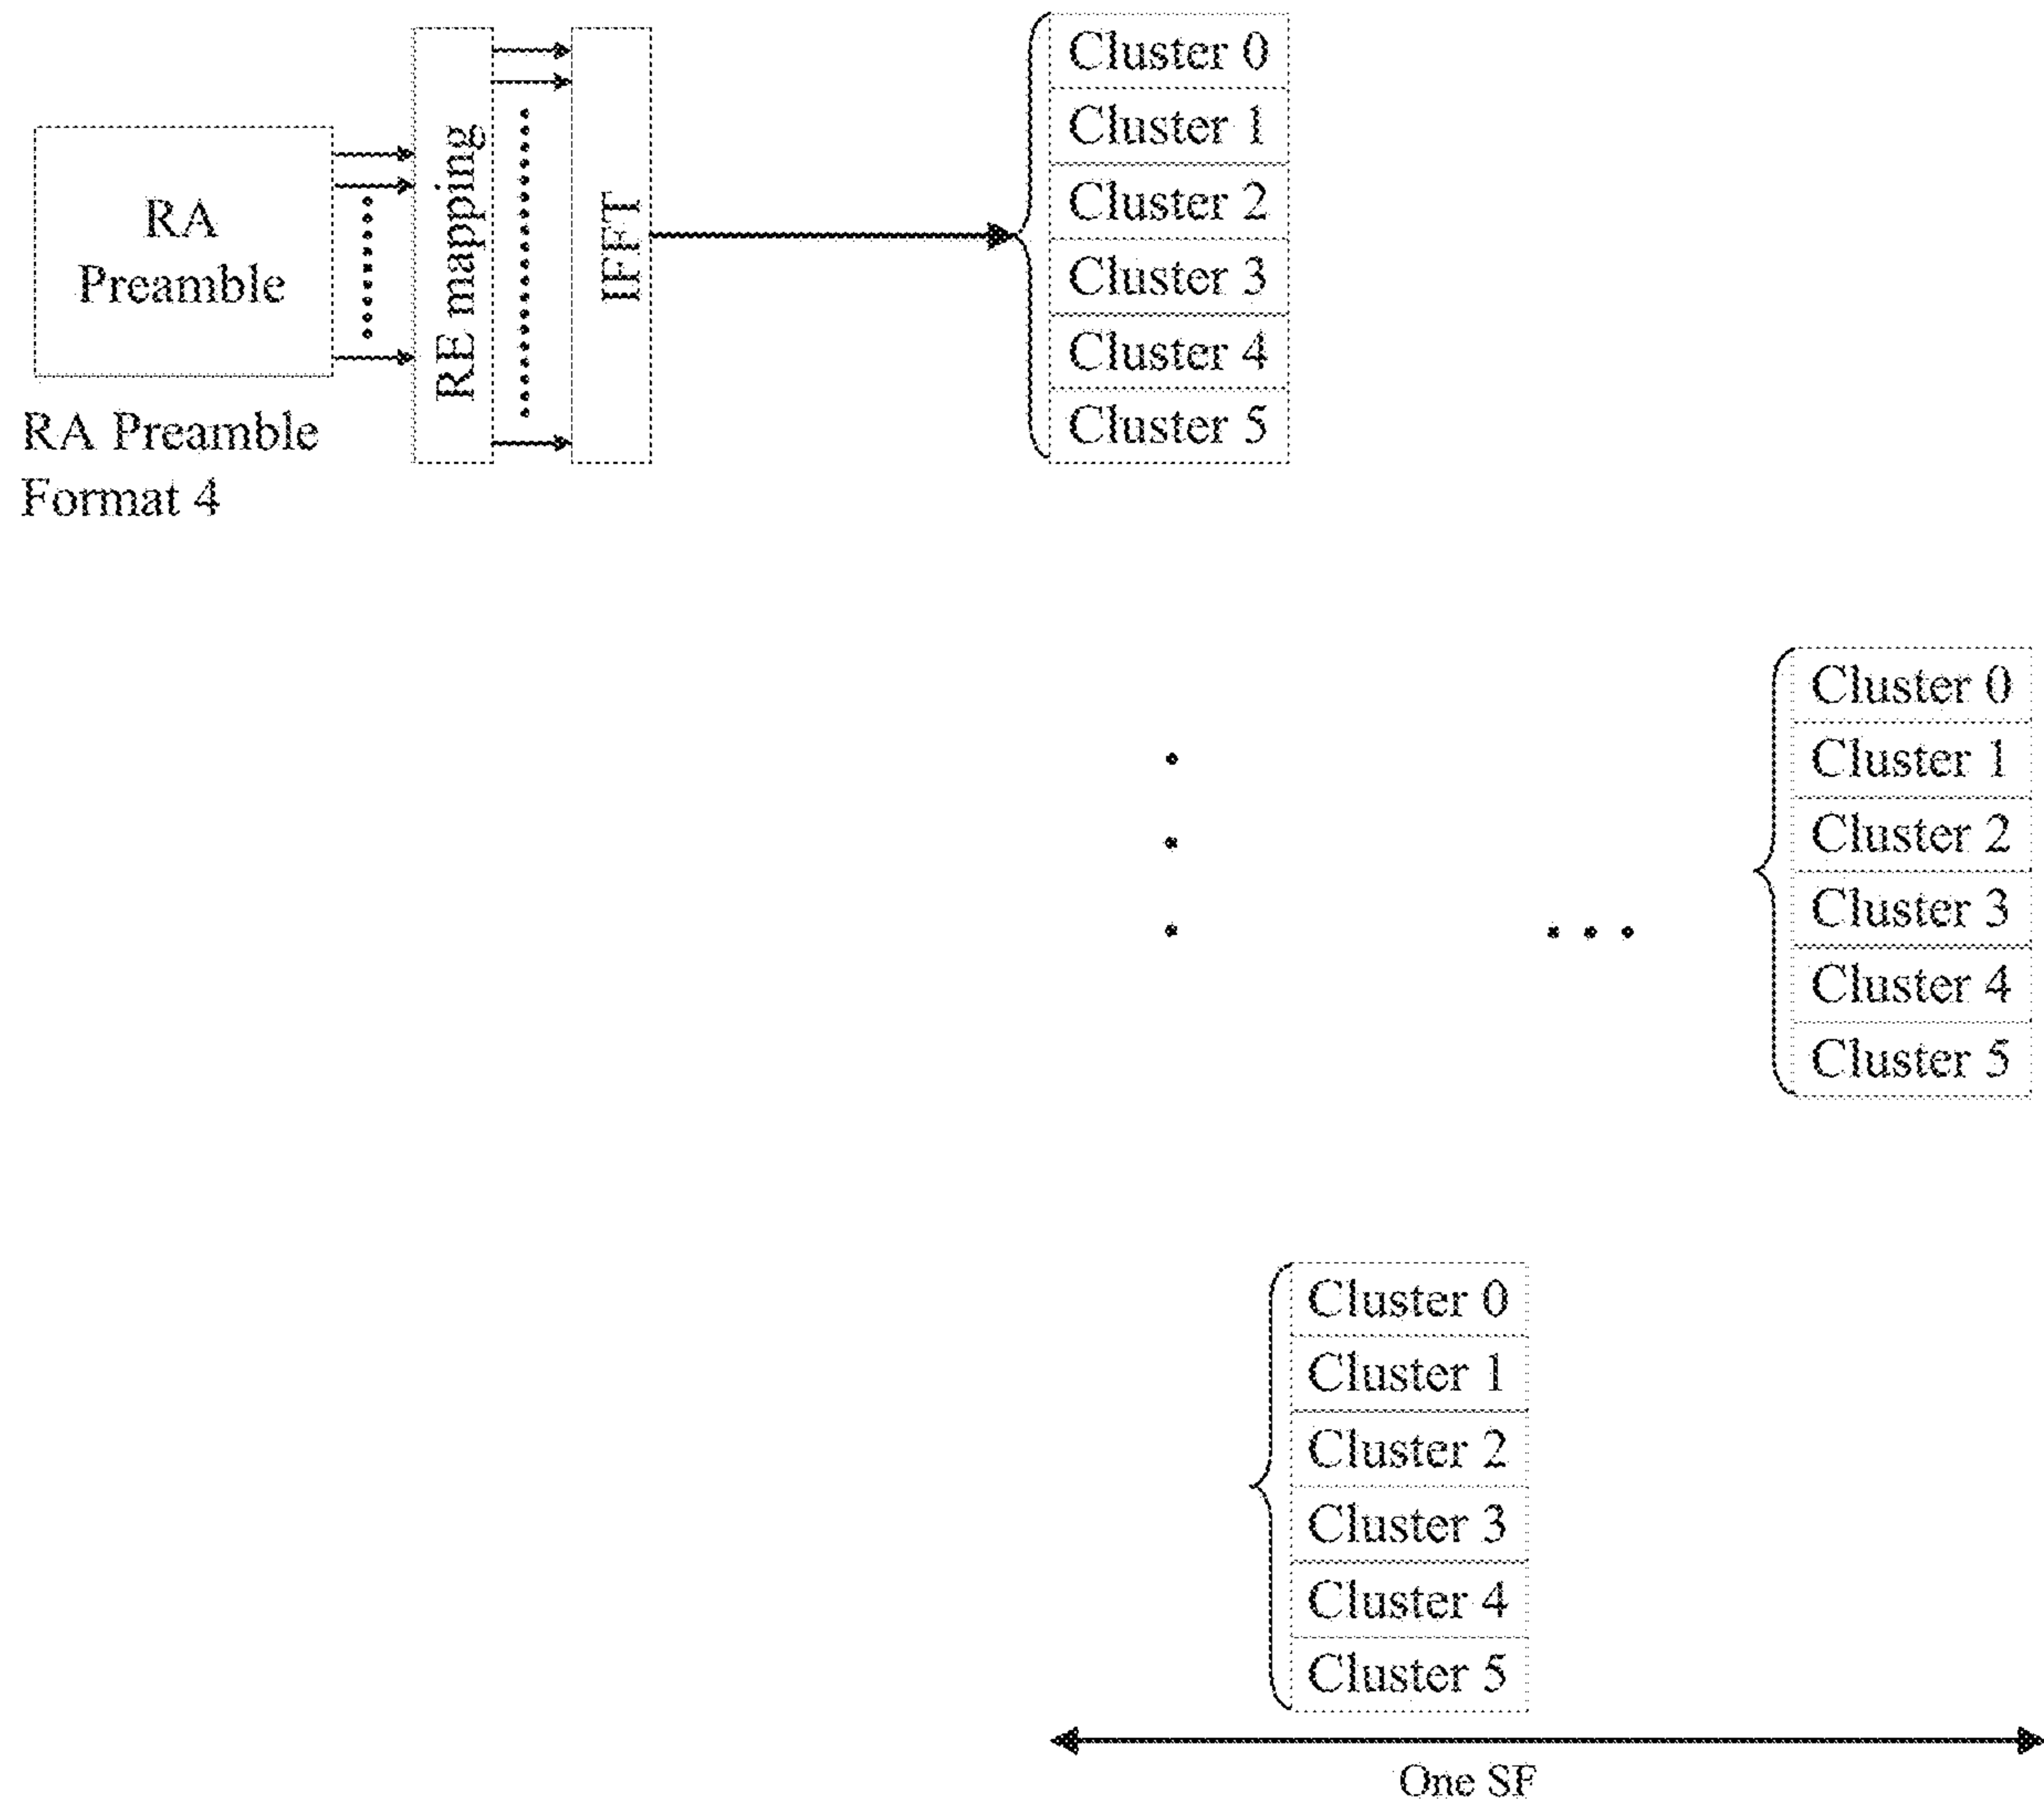 RA
Preamble
RA Preamble
Format 4
RE mapping
IFFT
Cluster 0
Cluster 1
Cluster 2
Cluster 3
Cluster 4
Cluster 5
Cluster 0
Cluster 1
Cluster 2
Cluster 3
Cluster 4
Cluster 5
Cluster 0
Cluster 1
Cluster 2
Cluster 3
Cluster 4
Cluster 5
One SF